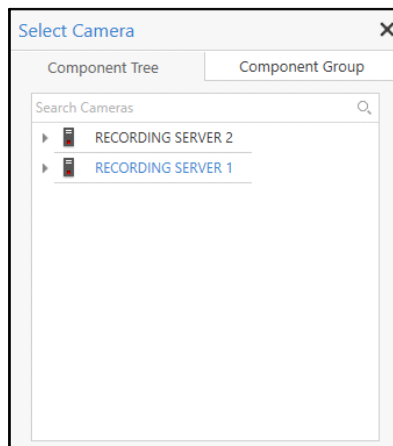 Select Camera
Component Tree
Component Group
Search Cameras
RECORDING SERVER 2
RECORDING SERVER 1